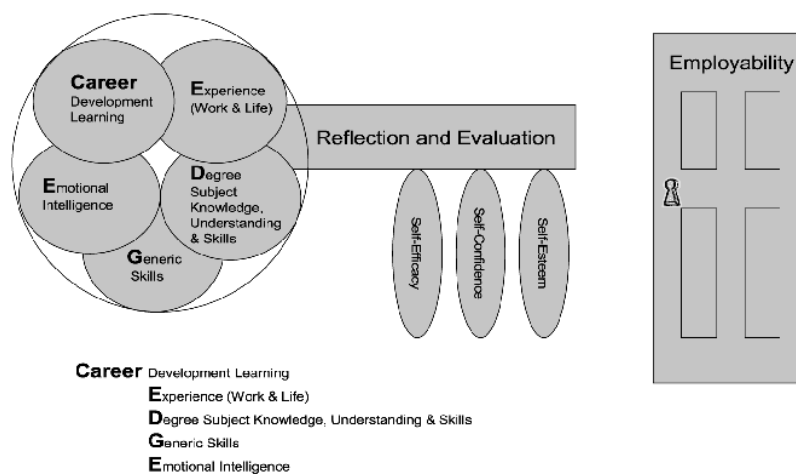 Career
Development
Learning
Experience
(Work & Life)
Emotional
Intelligence
Degree
Subject
Knowledge,
Understanding
& Skills
Generic
Skills
Reflection and Evaluation
Self-Efficacy
Self-Confidence
Self-Esteem
Employability
Career Development Learning
Experience (Work & Life)
Degree Subject Knowledge, Understanding & Skills
Generic Skills
Emotional Intelligence